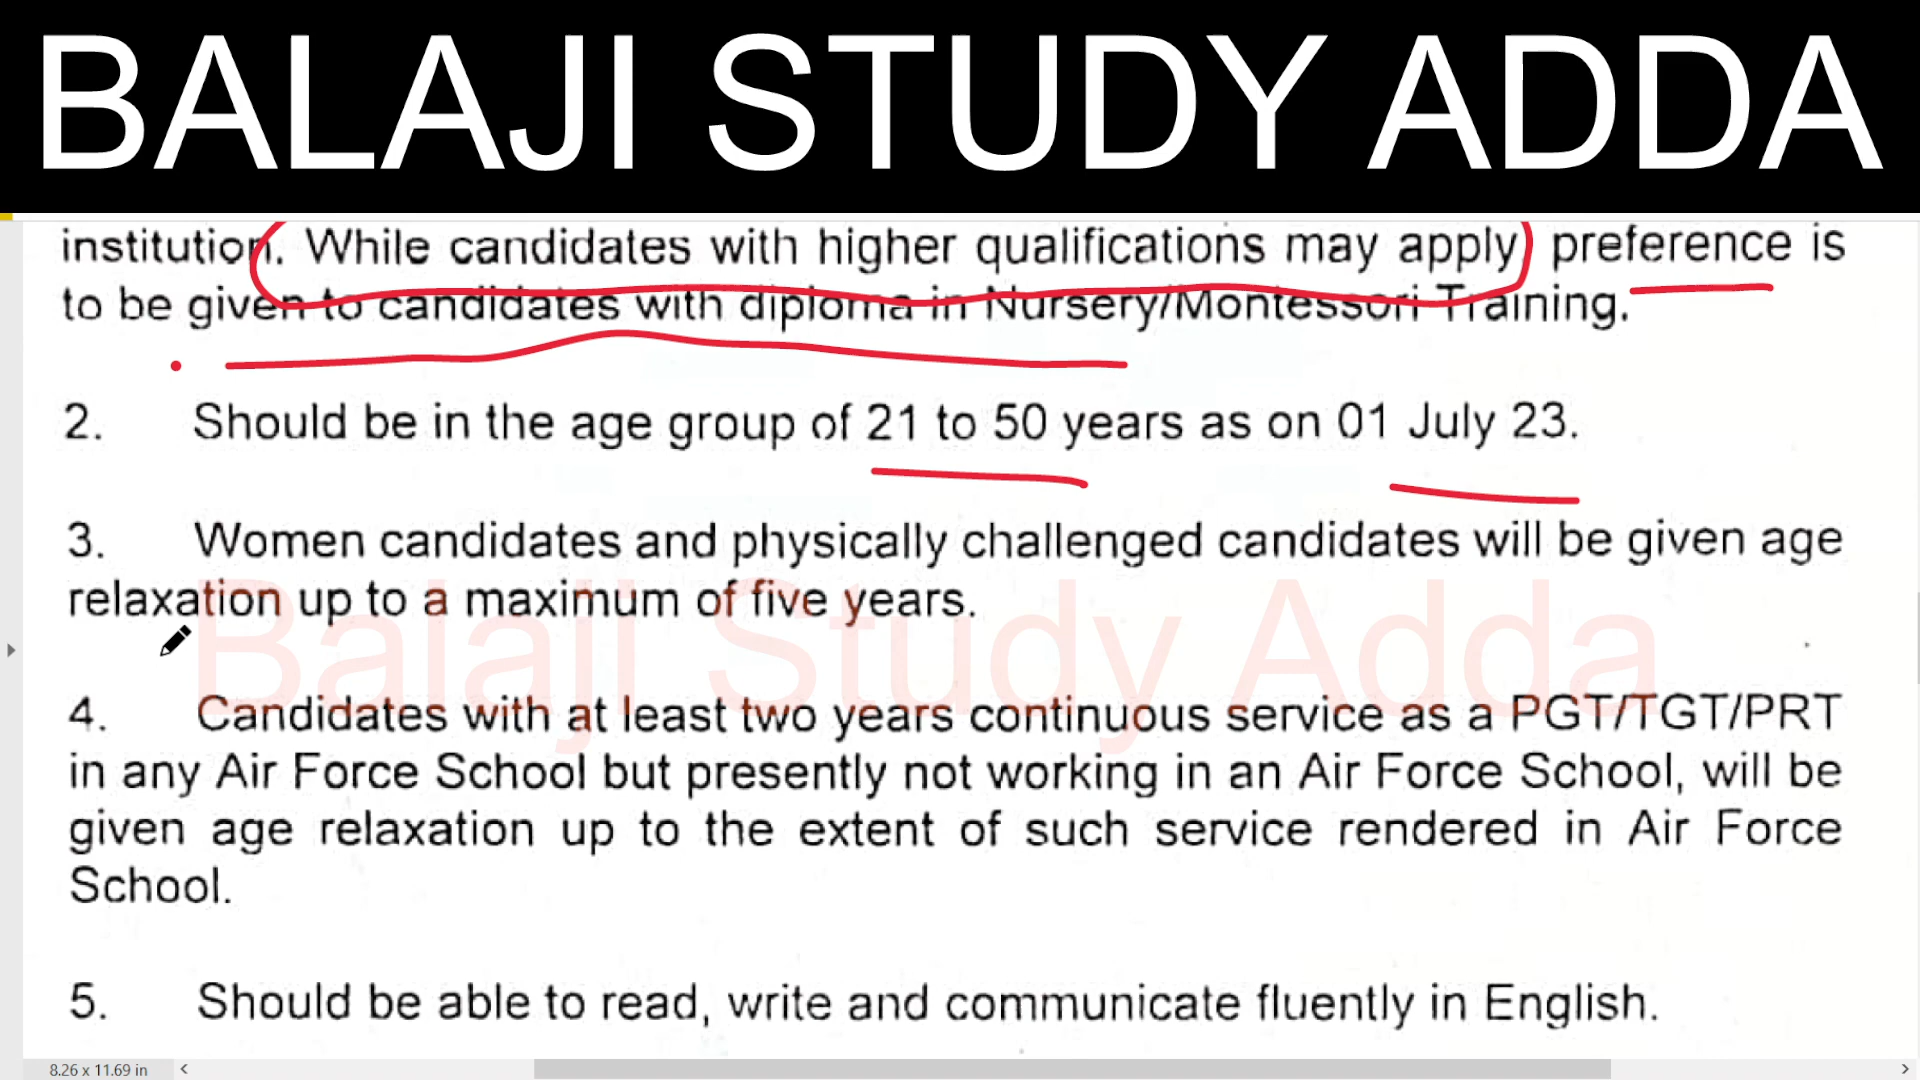 BALAJI STUDY ADDA
institution. While candidates with higher qualifications may apply, preference is
to be given to candidates with diploma in Nursery/Montessori Training.
2. Should be in the age group of 21 to 50 years as on 01 July 23.
3. Women candidates and physically challenged candidates will be given age
relaxation up to a maximum of five years.
Balaji Study Adda
4. Candidates with at least two years continuous service as a PGT/TGT/PRT
in any Air Force School but presently not working in an Air Force School, will be
given age relaxation up to the extent of such service rendered in Air Force
School.
5. Should be able to read, write and communicate fluently in English.
8.26 x 11.69 in